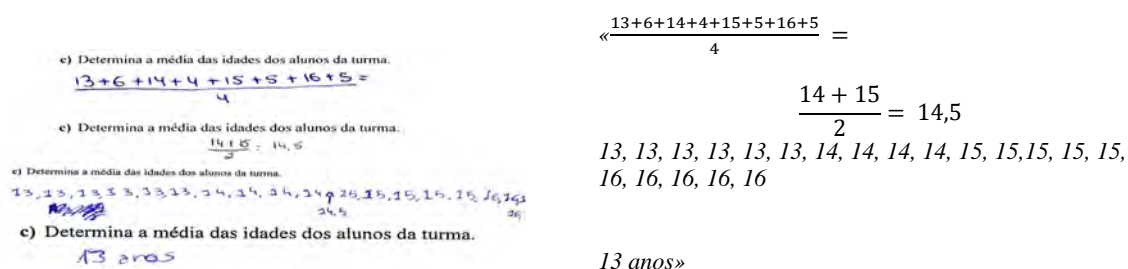 c) Determina a média das idades dos alunos da turma.
13+6+14+4+15+5+16+5=
4
c) Determina a média das idades dos alunos da turma.
14+15
2
= 14,5
c) Determina a média das idades dos alunos da turma.
c) Determina a média das idades dos alunos da turma.
13 anos
«13+6+14+4+15+5+16+5
4
=
14 + 15
2
= 14,5
13, 13, 13, 13, 13, 13, 14, 14, 14, 14, 15, 15,15, 15, 15,
16, 16, 16, 16, 16
13 anos»